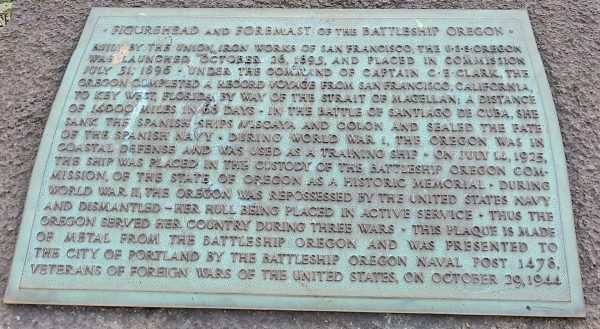 · FIGUREHEAD AND FOREMAST OF THE BATTLESHIP OREGON ·
BUILT BY THE UNION IRON WORKS OF SAN FRANCISCO, THE U·S·S·OREGON
WAS LAUNCHED OCTOBER 26, 1893, AND PLACED IN COMMISSION
JULY 31, 1896 · UNDER THE COMMAND OF CAPTAIN C·E·CLARK, THE
OREGON COMPLETED A RECORD VOYAGE FROM SAN FRANCISCO, CALIFORNIA,
TO KEY WEST, FLORIDA, BY WAY OF THE STRAIT OF MAGELLAN; A DISTANCE
OF 14,000 MILES IN 68 DAYS · IN THE BATTLE OF SANTIAGO DE CUBA, SHE
SANK THE SPANISH SHIPS VISCAYA AND COLON AND SEALED THE FATE
OF THE SPANISH NAVY · DURING WORLD WAR I, THE OREGON WAS IN
COASTAL DEFENSE AND WAS USED AS A TRAINING SHIP · ON JULY 14, 1925,
THE SHIP WAS PLACED IN THE CUSTODY OF THE BATTLESHIP OREGON COM-
MISSION, OF THE STATE OF OREGON AS A HISTORIC MEMORIAL · DURING
WORLD WAR II, THE OREGON WAS REPOSSESSED BY THE UNITED STATES NAVY
AND DISMANTLED – HER HULL BEING PLACED IN ACTIVE SERVICE · THUS THE
OREGON SERVED HER COUNTRY DURING THREE WARS · THIS PLAQUE IS MADE
OF METAL FROM THE BATTLESHIP OREGON AND WAS PRESENTED TO
THE CITY OF PORTLAND BY THE BATTLESHIP OREGON NAVAL POST 1478,
VETERANS OF FOREIGN WARS OF THE UNITED STATES, ON OCTOBER 29, 1944